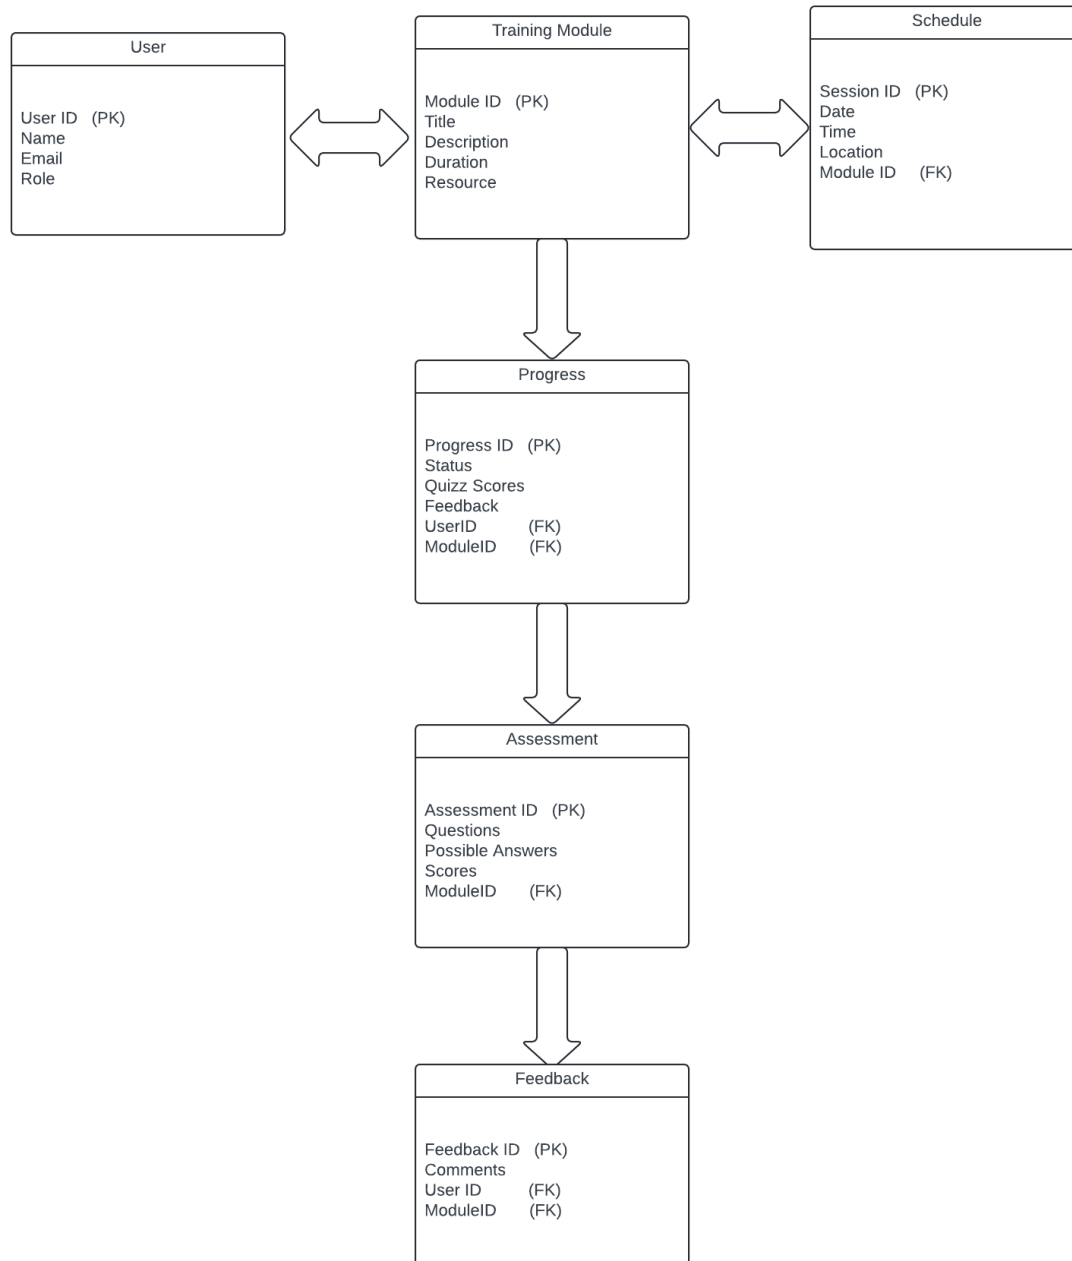 User
User ID (PK)
Name
Email
Role
Training Module
Module ID (PK)
Title
Description
Duration
Resource
Schedule
Session ID (PK)
Date
Time
Location
Module ID (FK)
Progress
Progress ID (PK)
Status
Quizz Scores
Feedback
UserID (FK)
ModuleID (FK)
Assessment
Assessment ID (PK)
Questions
Possible Answers
Scores
ModuleID (FK)
Feedback
Feedback ID (PK)
Comments
User ID (FK)
ModuleID (FK)